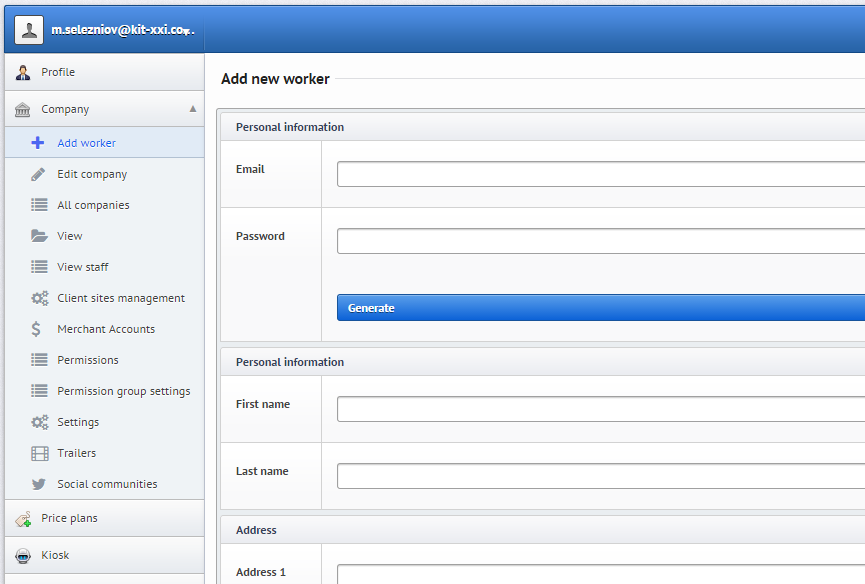 m.selezniov@kit-xxi.co...
Profile
Company
Add worker
Edit company
All companies
View
View staff
Client sites management
Merchant Accounts
Permissions
Permission group settings
Settings
Trailers
Social communities
Price plans
Kiosk
Add new worker
Personal information
Email
Password
Generate
Personal information
First name
Last name
Address
Address 1